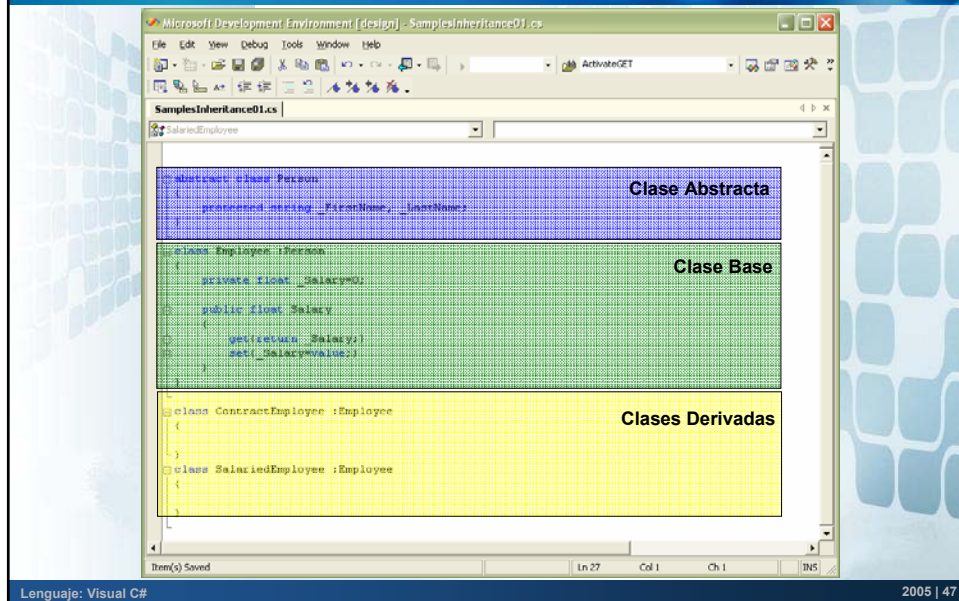 Microsoft Development Environment [design] - SamplesInheritance01.cs
File Edit View Debug Tools Window Help
ActivateGET
SamplesInheritance01.cs
SalariedEmployee
abstract class Person
{
protected string _FirstName, _LastName;
}
Clase Abstracta
class Employee :Person
{
private float _Salary=0;
public float Salary
{
get{return _Salary;}
set{_Salary=value;}
}
}
Clase Base
class ContractEmployee :Employee
{
}
class SalariedEmployee :Employee
{
}
Clases Derivadas
Item(s) Saved Ln 27 Col 1 Ch 1 INS
Lenguaje: Visual C# 2005 | 47